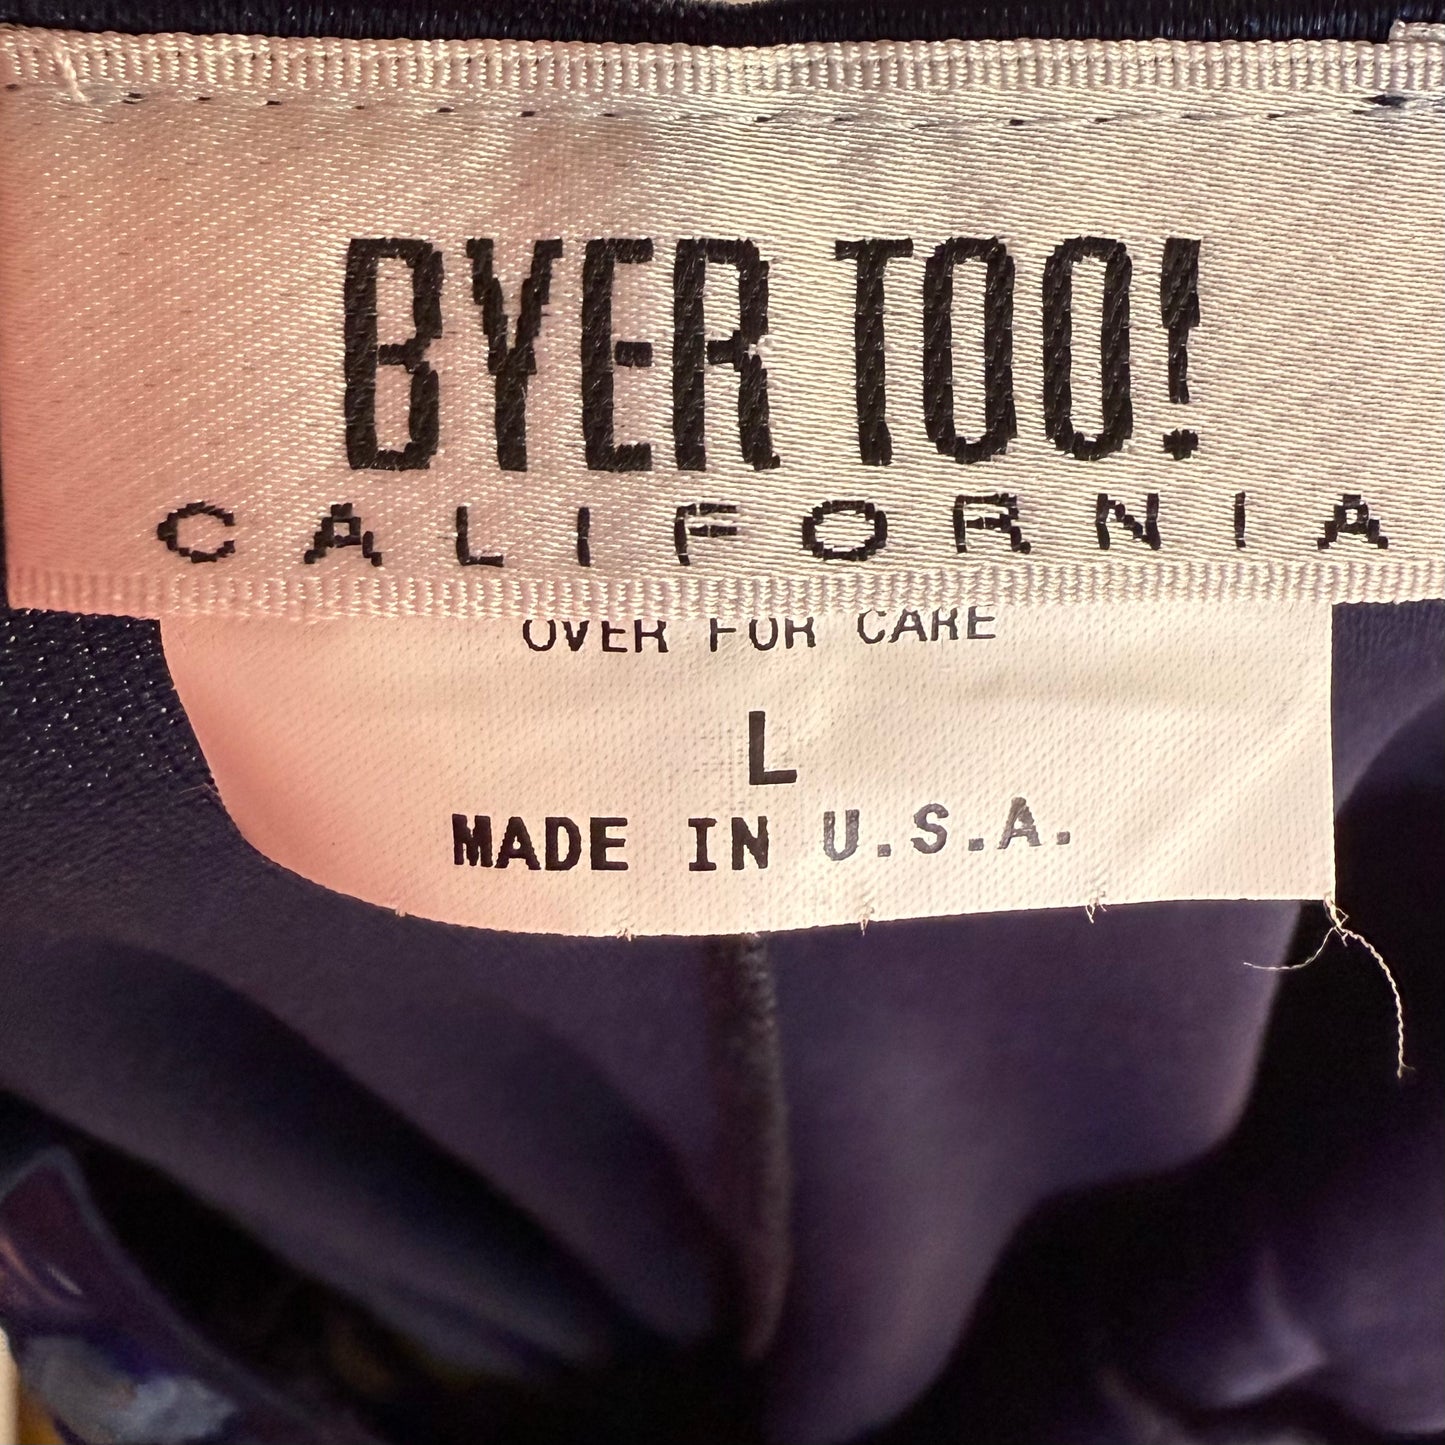 BYER TOO!
CALIFORNIA
OVER FOR CARE
L
MADE IN U.S.A.